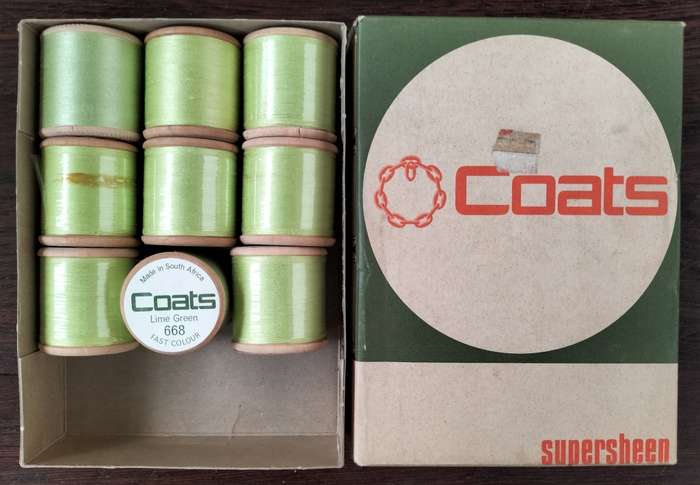 Made in South Africa
Coats
Lime Green
668
FAST COLOUR
Coats
supersheen